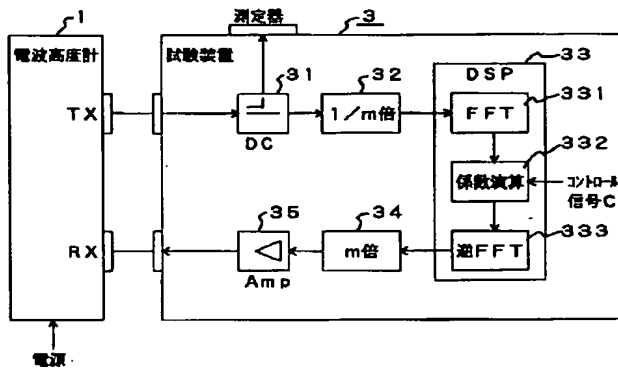 測定器
1
3
電波高度計
試験装置
33
31
32
DSP
331
TX
1/m倍
FFT
DC
332
係数演算
コントロール
信号C
35
34
333
RX
m倍
逆FFT
Amp
電源